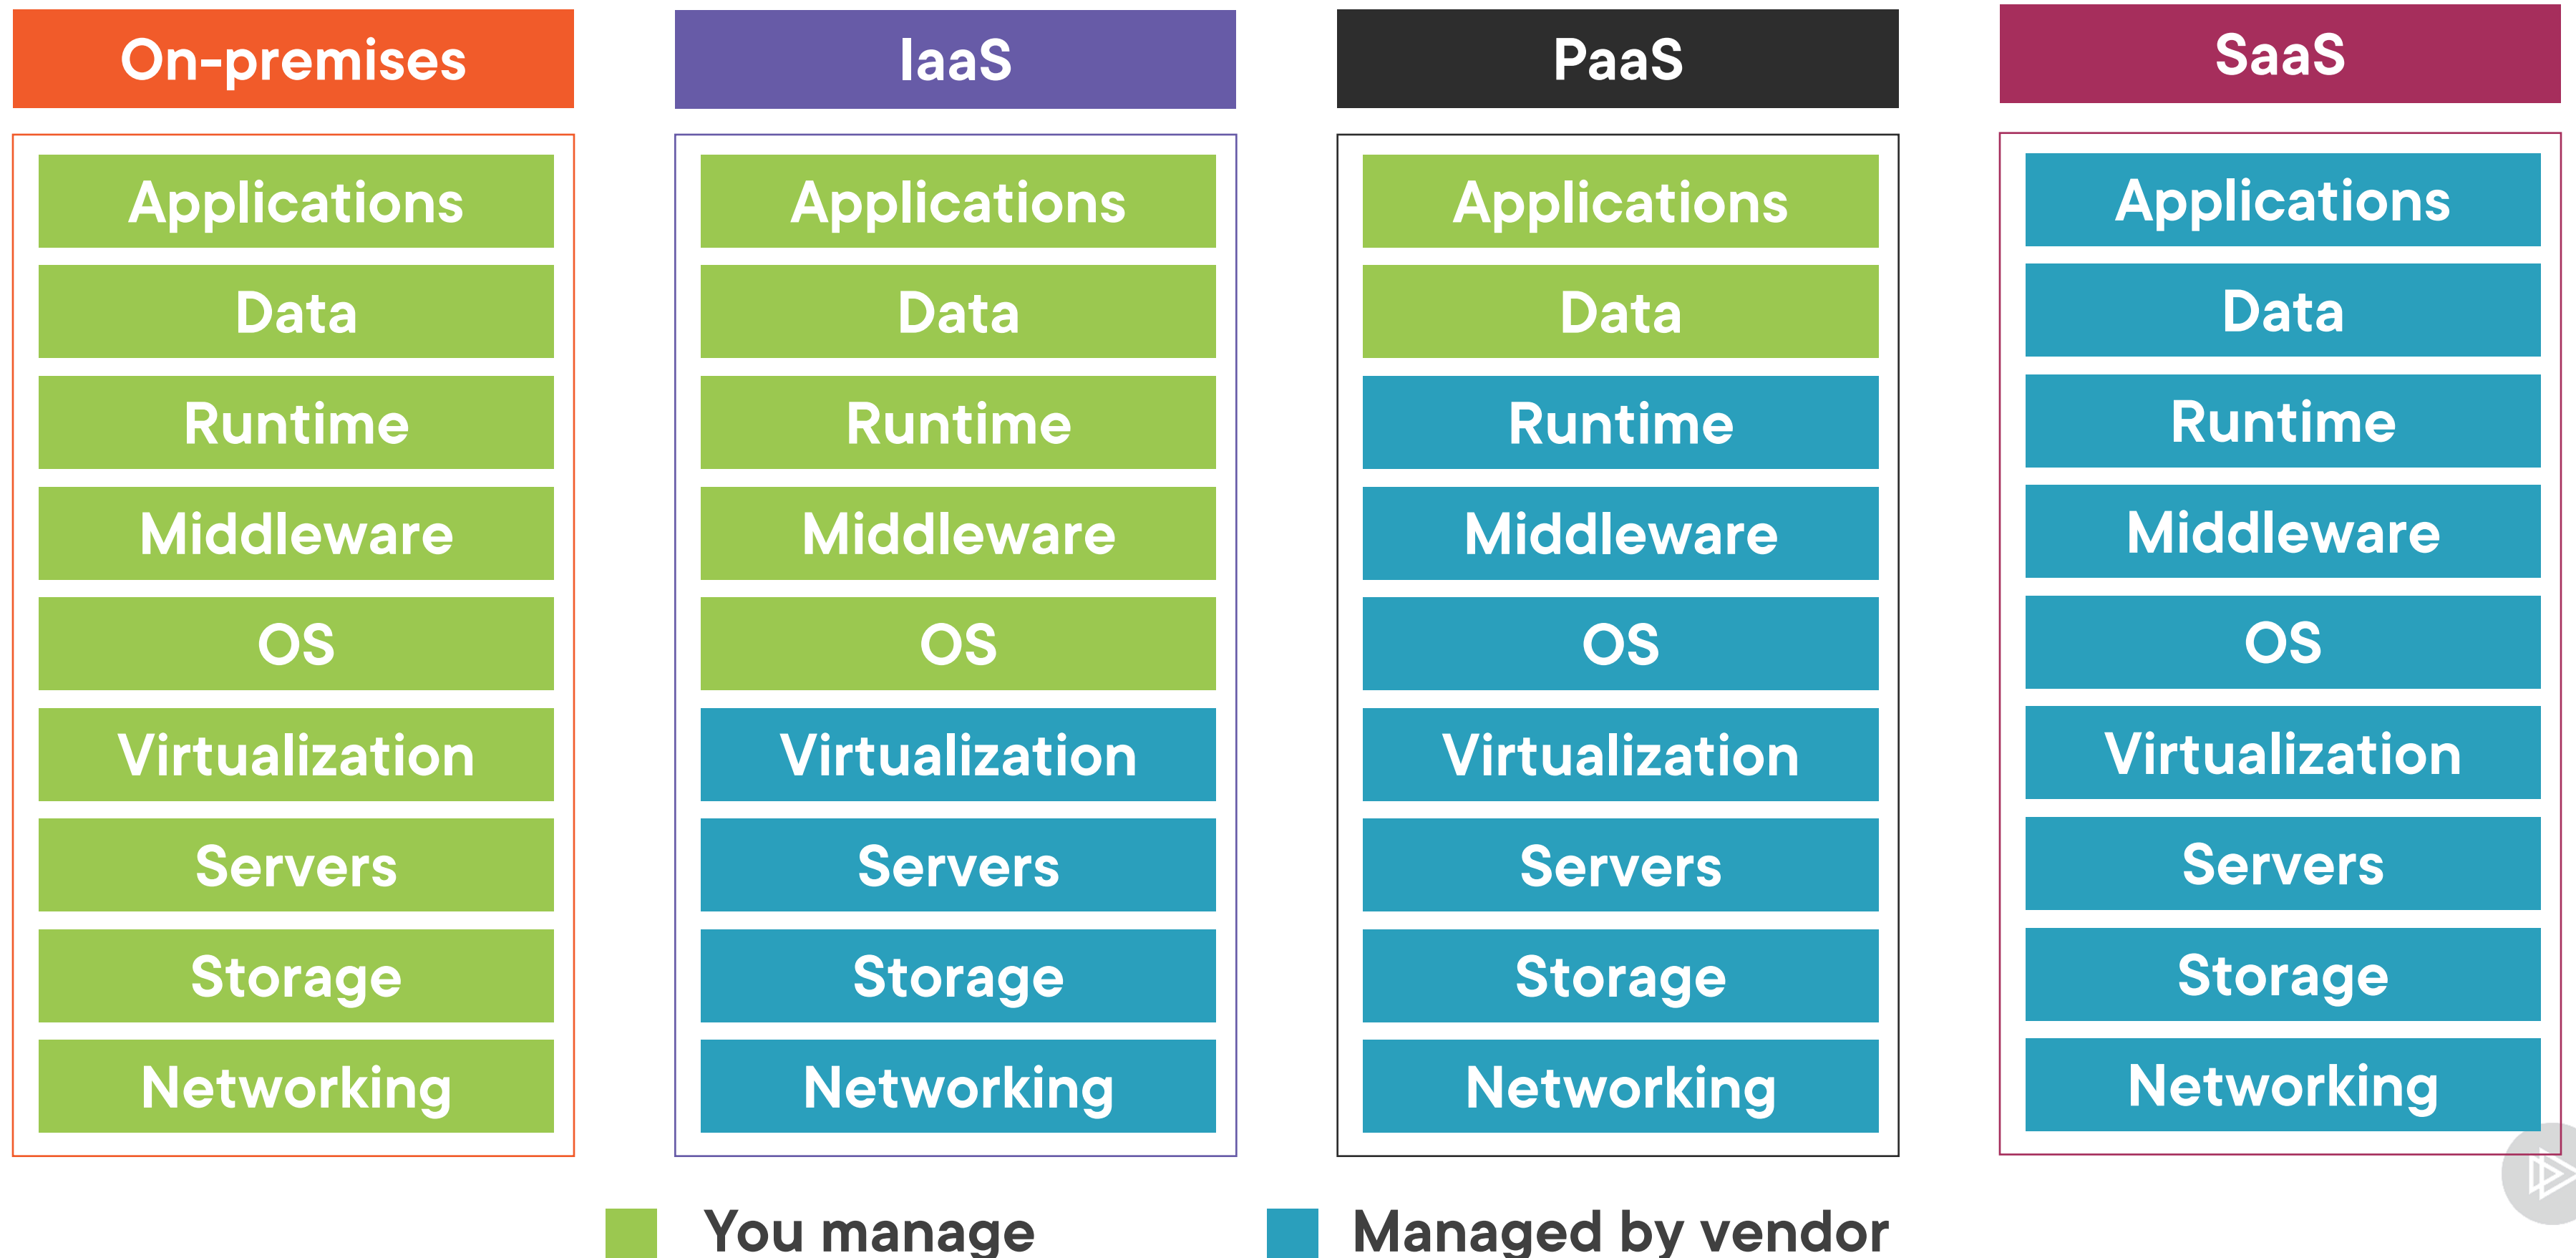 On-premises
Applications
Data
Runtime
Middleware
OS
Virtualization
Servers
Storage
Networking
IaaS
Applications
Data
Runtime
Middleware
OS
Virtualization
Servers
Storage
Networking
PaaS
Applications
Data
Runtime
Middleware
OS
Virtualization
Servers
Storage
Networking
SaaS
Applications
Data
Runtime
Middleware
OS
Virtualization
Servers
Storage
Networking
You manage
Managed by vendor